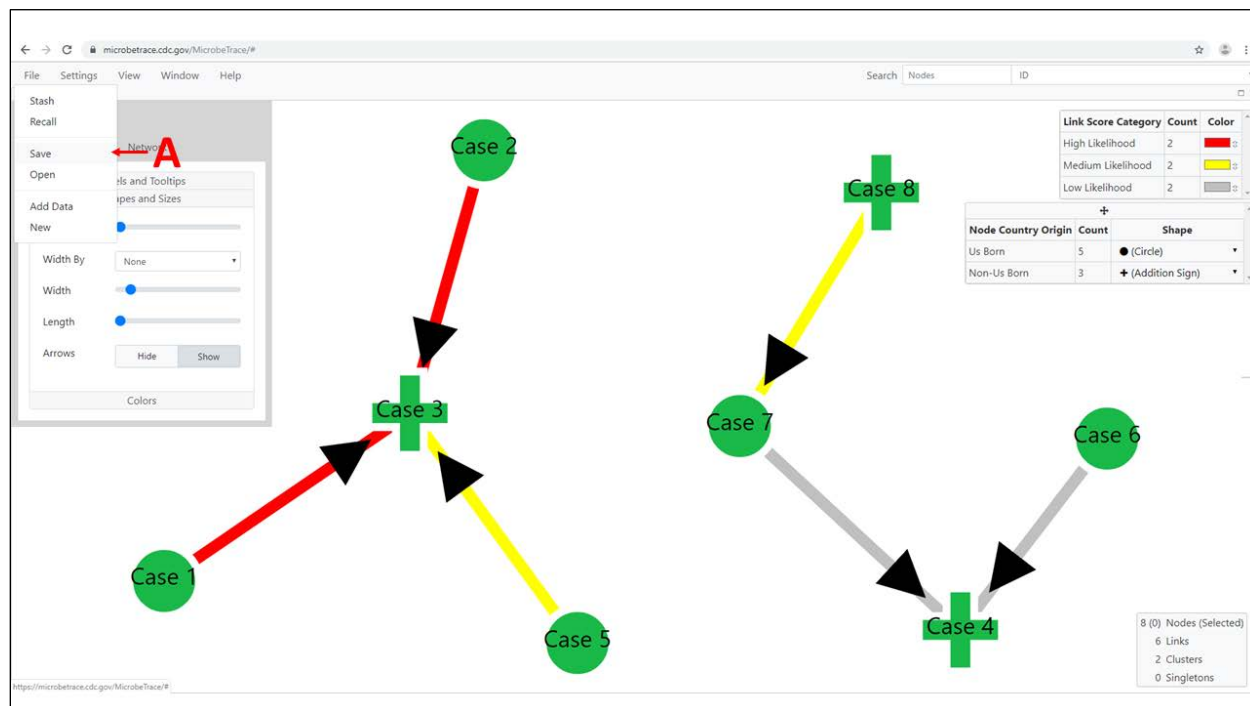 microbetrace.cdc.gov/MicrobeTrace/#
File Settings View Window Help
Search Nodes ID
Stash
Recall
Save
Open
Add Data
New
A
Network
els and Tooltips
apes and Sizes
Width By None
Width
Length
Arrows Hide Show
Colors
Case 2
Case 8
Case 3
Case 7
Case 6
Case 1
Case 5
Case 4
Link Score Category Count Color
High Likelihood 2
Medium Likelihood 2
Low Likelihood 2
Node Country Origin Count Shape
Us Born 5 (Circle)
Non-Us Born 3 (Addition Sign)
8 (0) Nodes (Selected)
6 Links
2 Clusters
0 Singletons
https://microbetrace.cdc.gov/MicrobeTrace/#